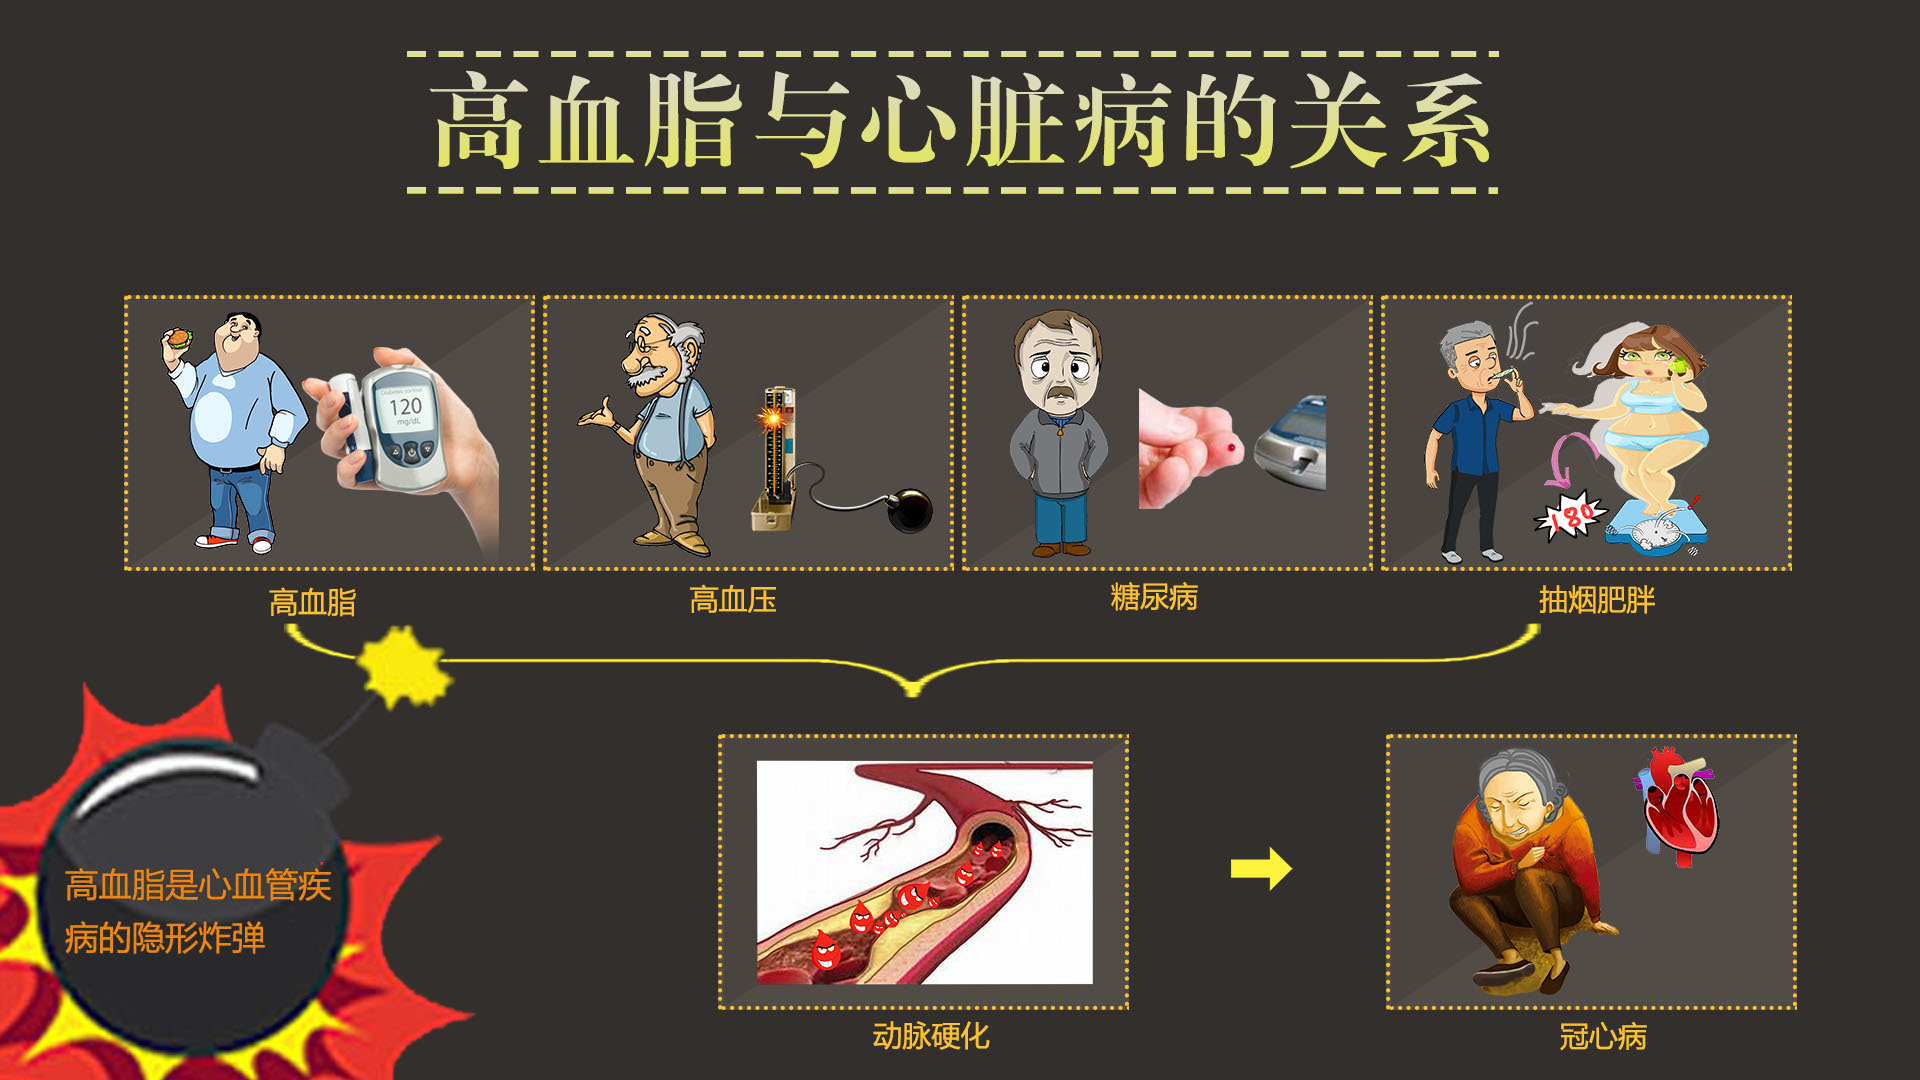 高血脂与心脏病的关系
Diabetes control
120
mg/dL
180
高血脂
高血压
糖尿病
抽烟肥胖
高血脂是心血管疾
病的隐形炸弹
动脉硬化
冠心病